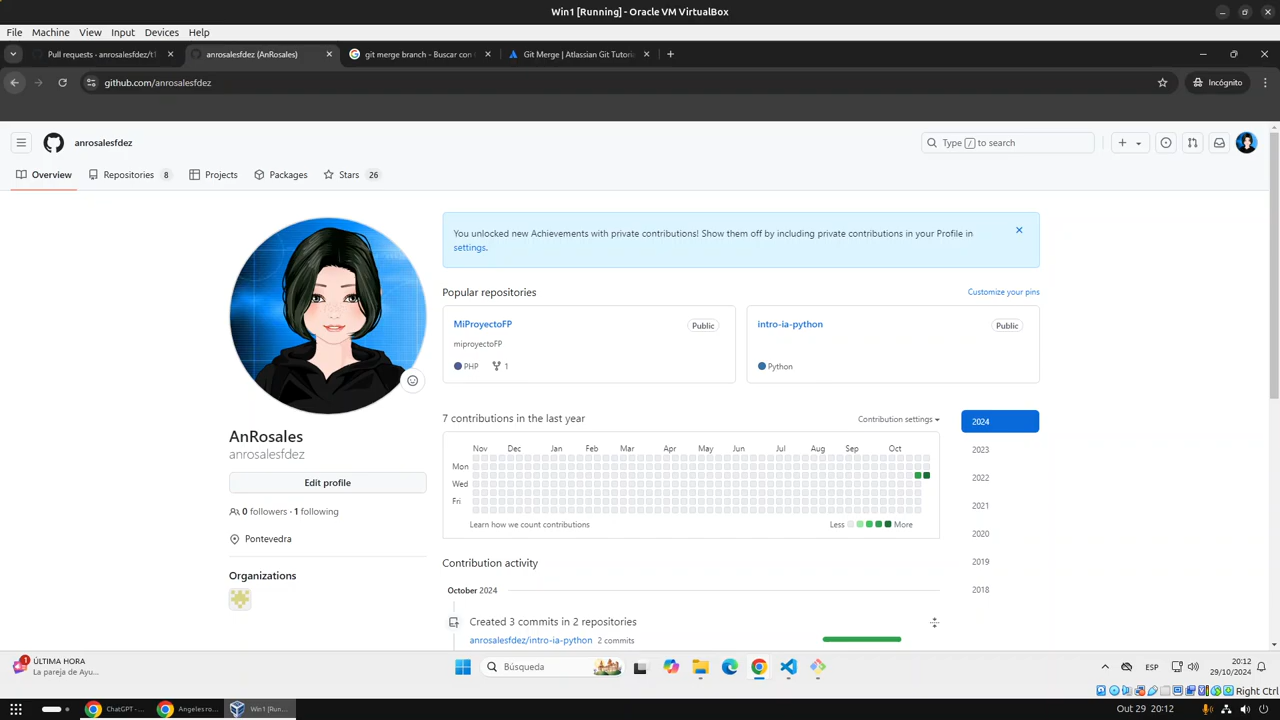 Win1 [Running] - Oracle VM VirtualBox
File Machine View Input Devices Help
Pull requests - anrosalesfdez/t1
anrosalesfdez (AnRosales)
git merge branch - Buscar con
Git Merge | Atlassian Git Tutoria
github.com/anrosalesfdez
Incógnito
anrosalesfdez
Type / to search
Overview
Repositories 8
Projects
Packages
Stars 26
You unlocked new Achievements with private contributions! Show them off by including private contributions in your Profile in
settings.
Popular repositories
Customize your pins
MiProyectoFP
Public
miproyectoFP
PHP
1
intro-ia-python
Public
Python
7 contributions in the last year
Contribution settings
2024
2023
2022
2021
2020
2019
2018
Nov Dec Jan Feb Mar Apr May Jun Jul Aug Sep Oct
Mon
Wed
Fri
Learn how we count contributions
Less
More
AnRosales
anrosalesfdez
Edit profile
0 followers · 1 following
Pontevedra
Organizations
Contribution activity
October 2024
Created 3 commits in 2 repositories
anrosalesfdez/intro-ia-python 2 commits
1
ÚLTIMA HORA
La pareja de Ayu...
Búsqueda
ESP
20:12
29/10/2024
Right Ctrl
ChatGPT - ...
Angeles ro...
Win1 [Run...
Out 29 20:12